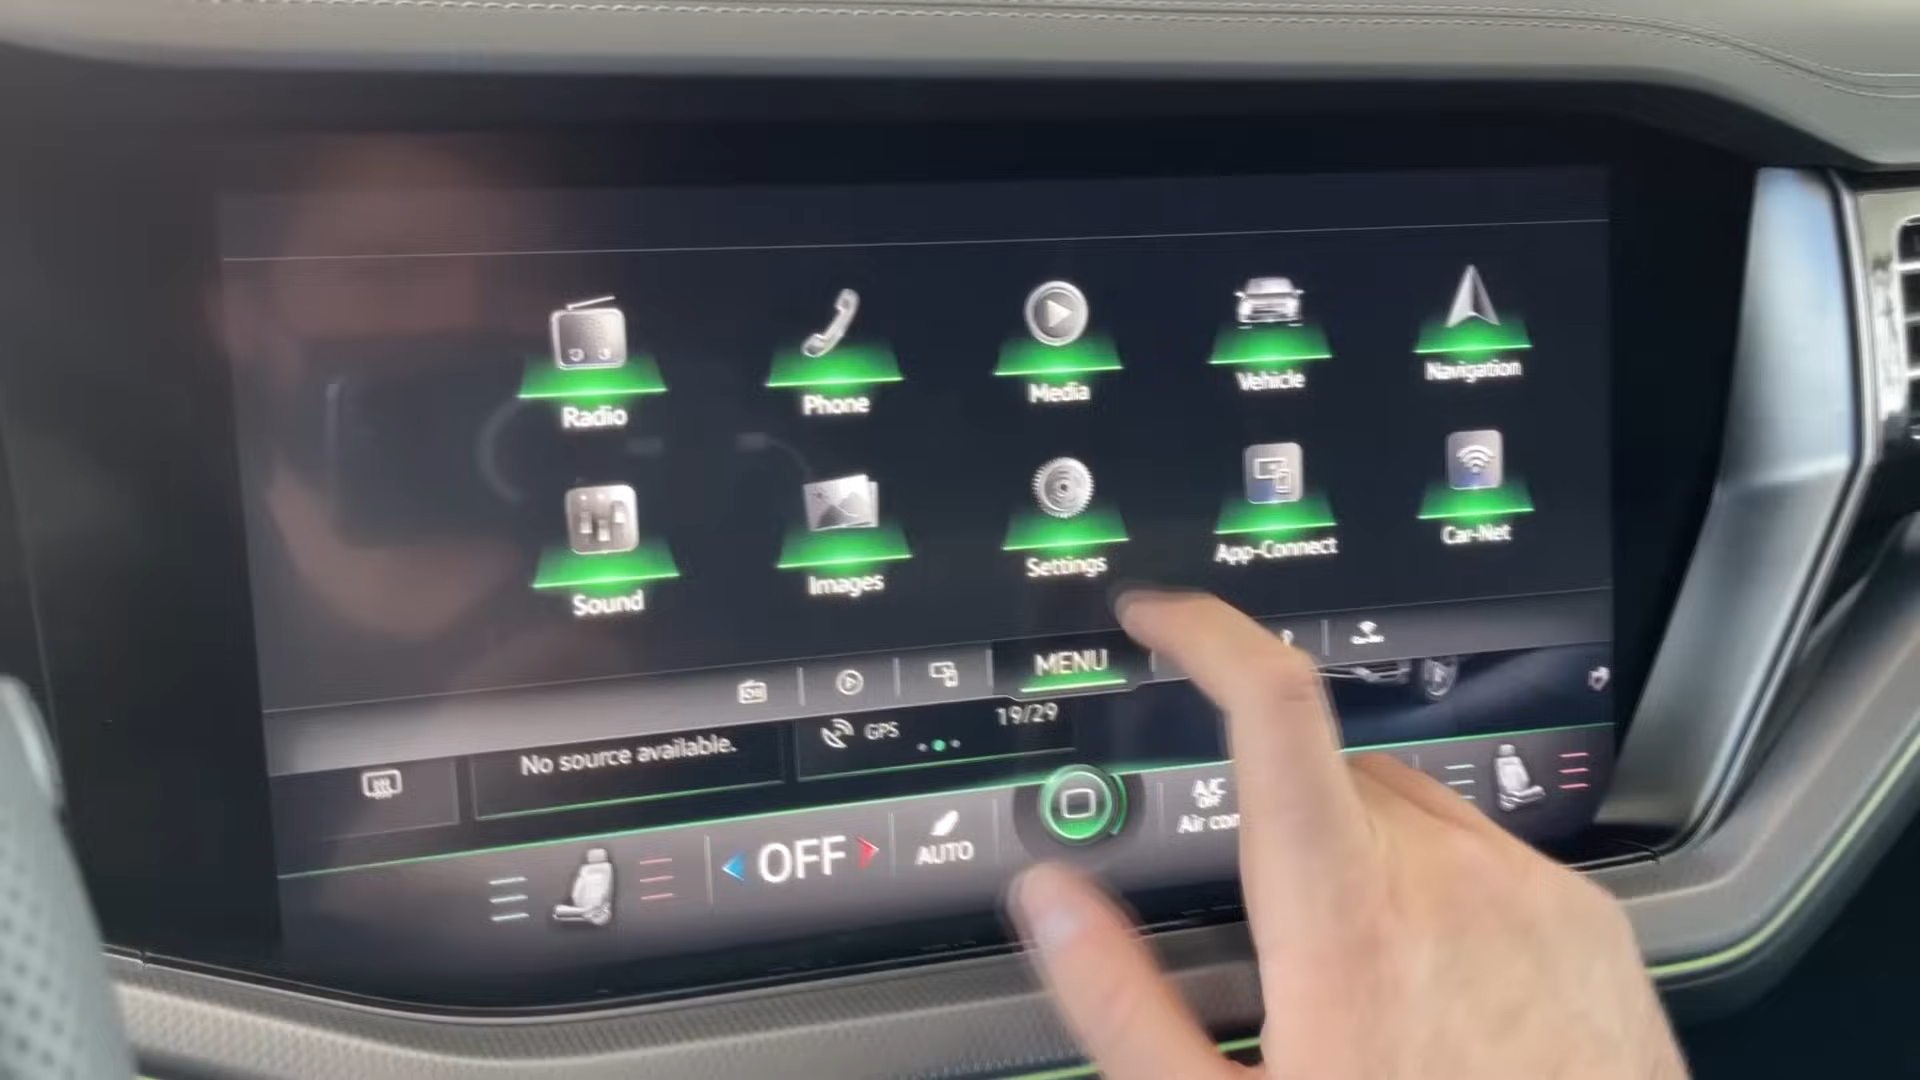 Radio
Phone
Media
Vehicle
Navigation
Sound
Images
Settings
App-Connect
Car-Net
MENU
No source available.
GPS
19/29
OFF
AUTO
A/C
OFF
Air con